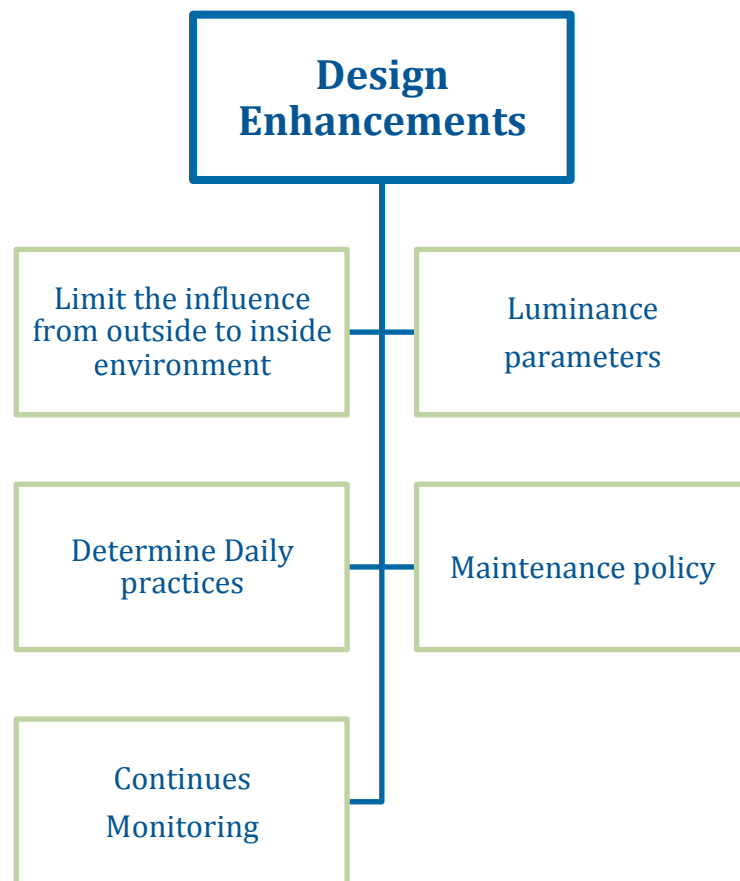 Design
Enhancements
Limit the influence
from outside to inside
environment
Luminance
parameters
Determine Daily
practices
Maintenance policy
Continues
Monitoring